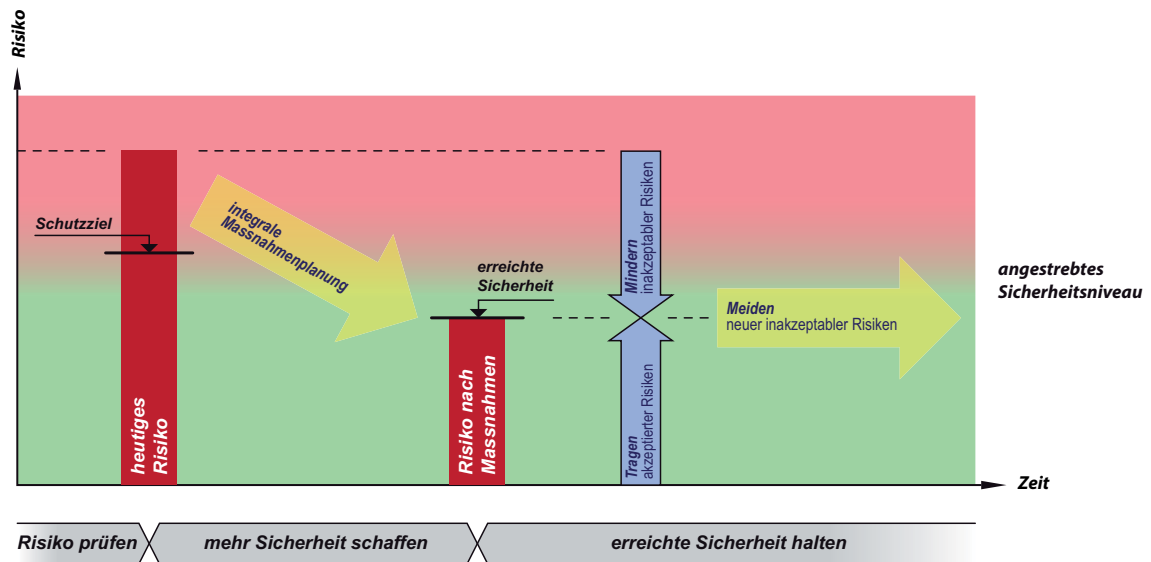 Risiko
Schutzziel
heutiges
Risiko
integrale
Massnahmenplanung
erreichte
Sicherheit
Risiko nach
Massnahmen
Mindern
inakzeptabler Risiken
Tragen
akzeptierter Risiken
Meiden
neuer inakzeptabler Risiken
angestrebtes
Sicherheitsniveau
Zeit
Risiko prüfen
mehr Sicherheit schaffen
erreichte Sicherheit halten